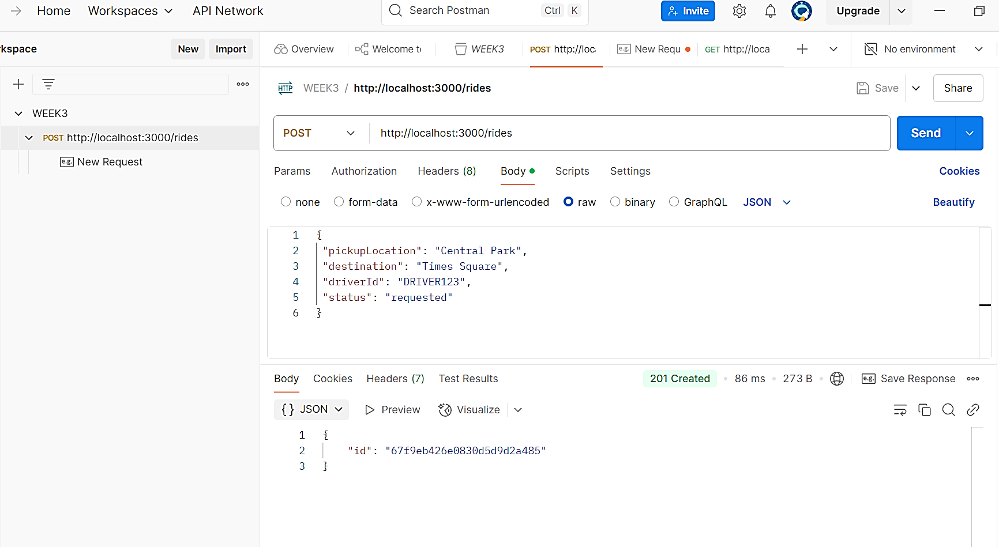 Home Workspaces API Network Search Postman Ctrl K Invite Upgrade
kspace New Import Overview Welcome to WEEK3 POST http://loc e.g. New Requ GET http://loca No environment
WEEK3 / http://localhost:3000/rides Save Share
WEEK3
POST http://localhost:3000/rides
e.g. New Request
POST http://localhost:3000/rides Send
Params Authorization Headers (8) Body Scripts Settings Cookies
none form-data x-www-form-urlencoded raw binary GraphQL JSON Beautify
1 {
2 "pickupLocation": "Central Park",
3 "destination": "Times Square",
4 "driverId": "DRIVER123",
5 "status": "requested"
6 }
Body Cookies Headers (7) Test Results 201 Created • 86 ms • 273 B • e.g. Save Response
{} JSON Preview Visualize
1 {
2 "id": "67f9eb426e0830d5d9d2a485"
3 }